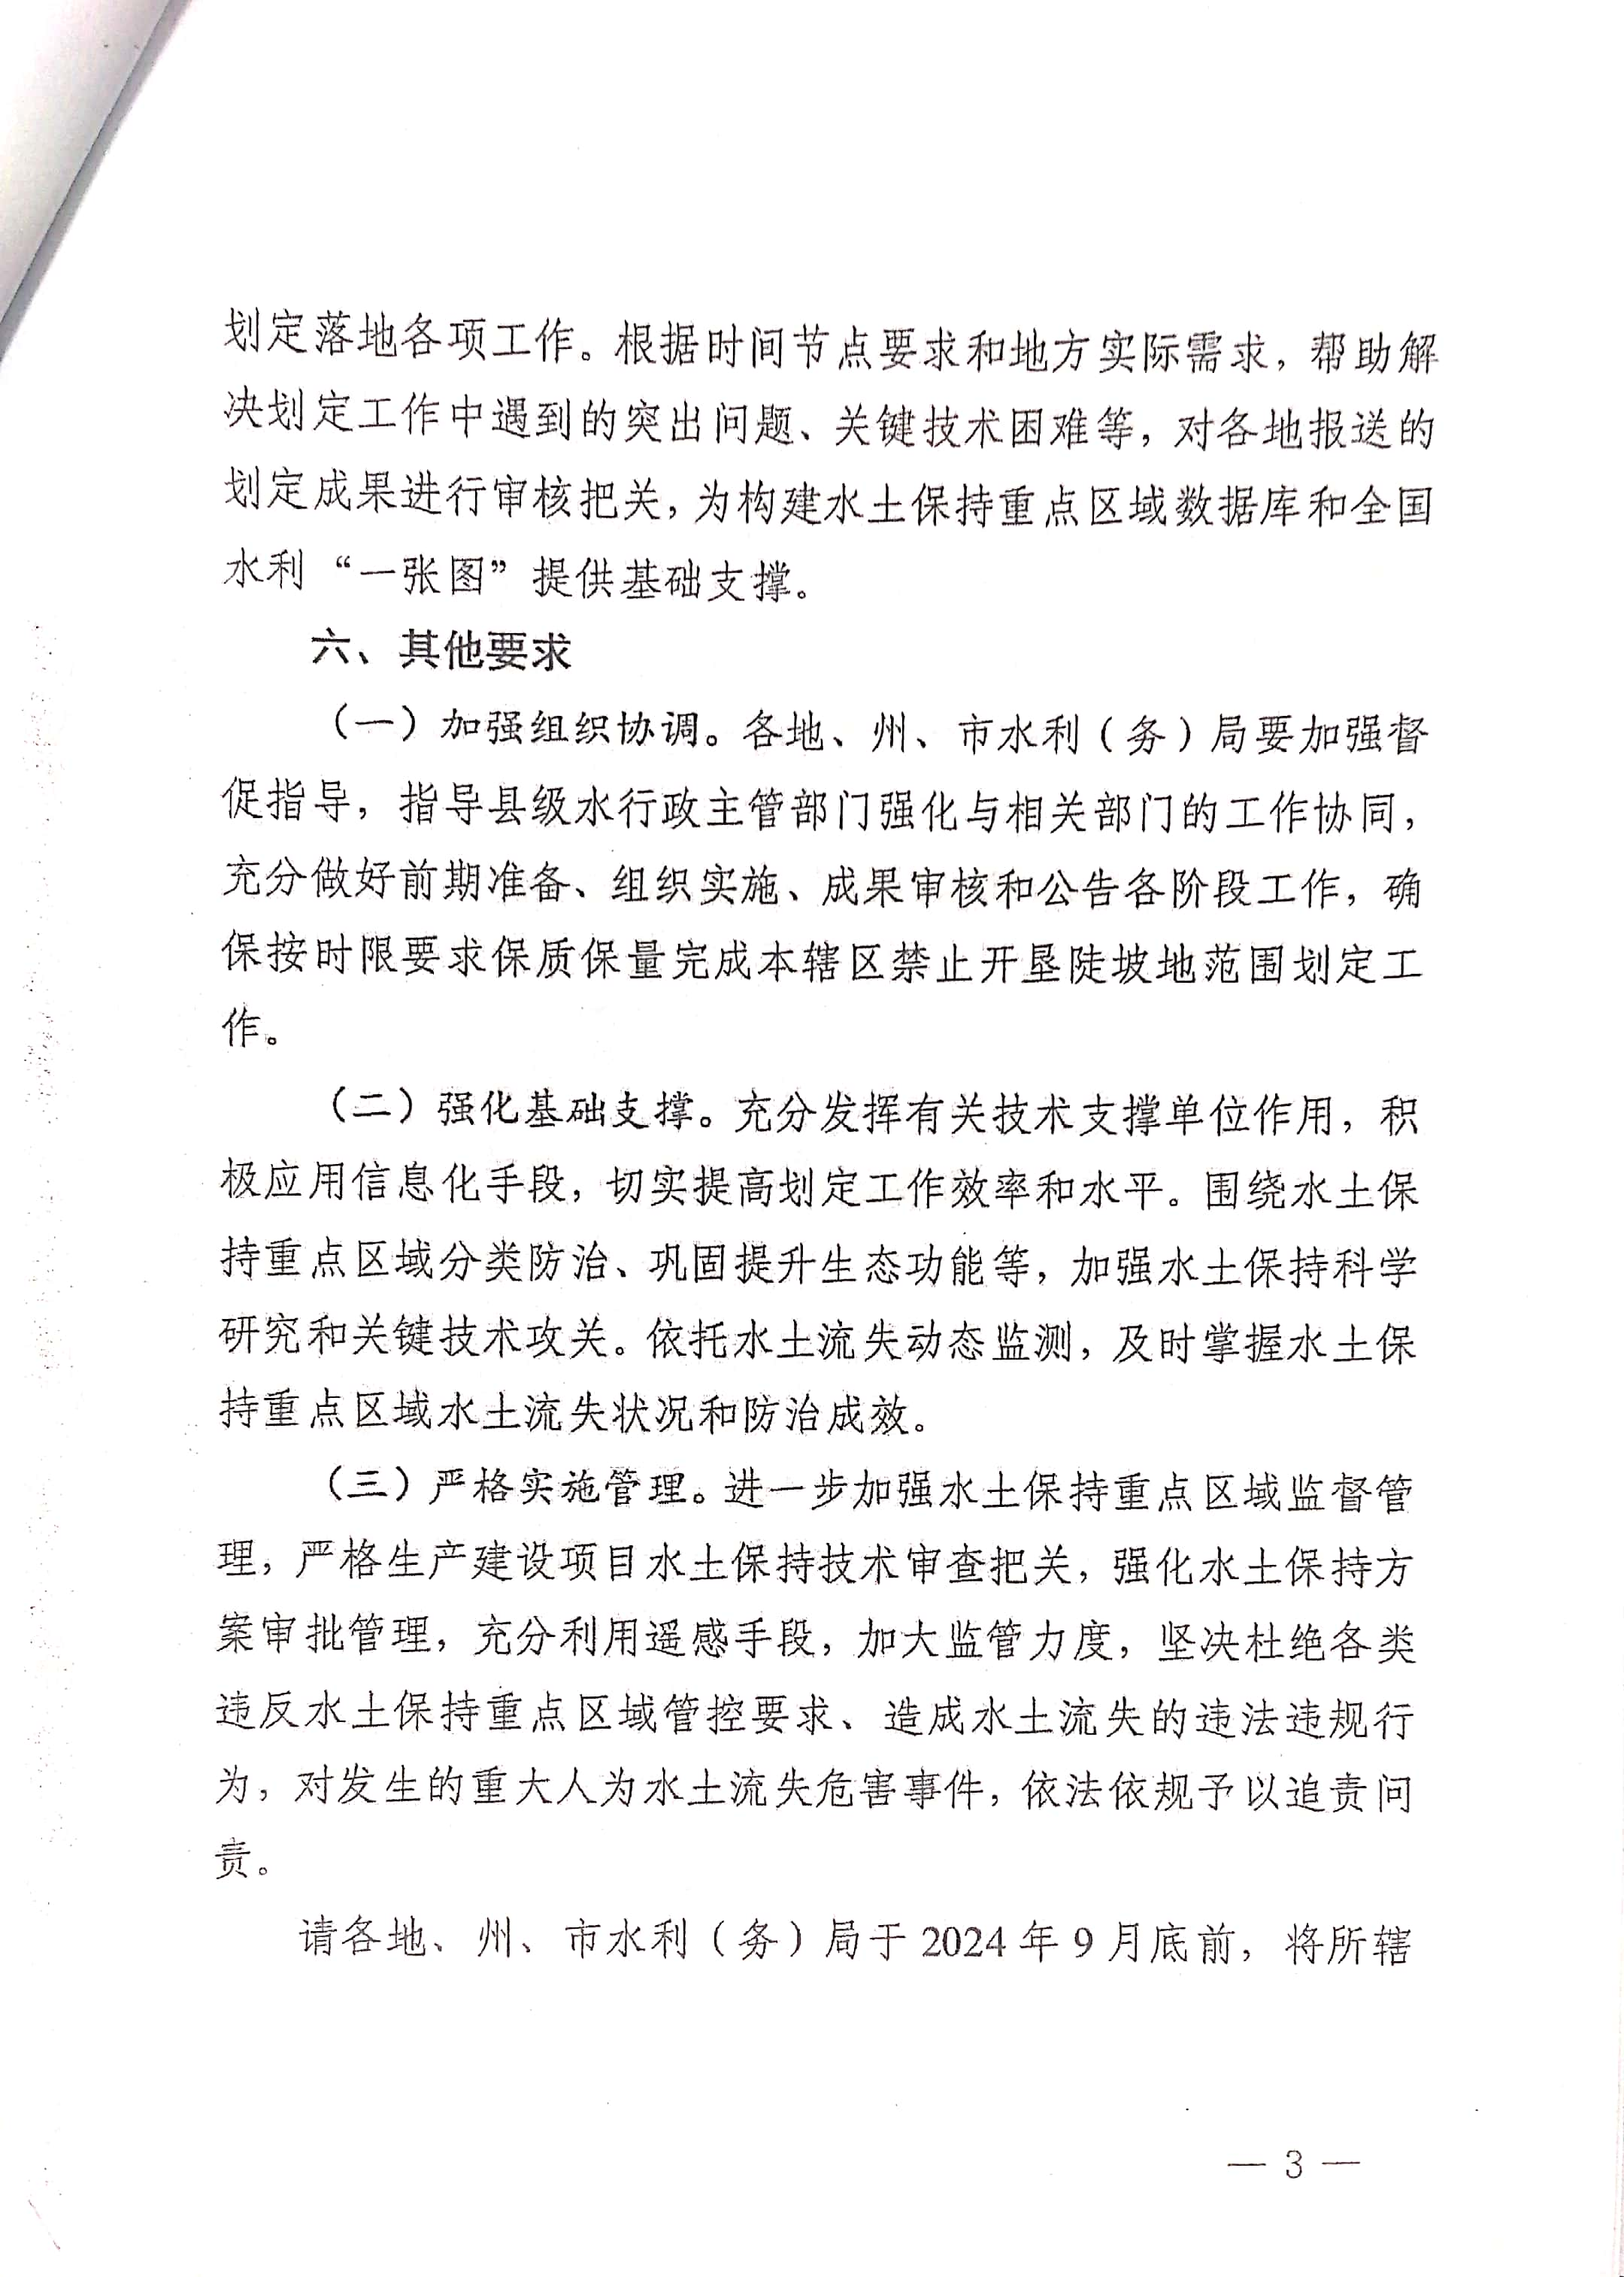 划定落地各项工作。根据时间节点要求和地方实际需求，帮助解
决划定工作中遇到的突出问题、关键技术困难等，对各地报送的
划定成果进行审核把关，为构建水土保持重点区域数据库和全国
水利“一张图”提供基础支撑。
六、其他要求
（一）加强组织协调。各地、州、市水利（务）局要加强督
促指导，指导县级水行政主管部门强化与相关部门的工作协同，
充分做好前期准备、组织实施、成果审核和公告各阶段工作，确
保按时限要求保质保量完成本辖区禁止开垦陡坡地范围划定工
作。
（二）强化基础支撑。充分发挥有关技术支撑单位作用，积
极应用信息化手段，切实提高划定工作效率和水平。围绕水土保
持重点区域分类防治、巩固提升生态功能等，加强水土保持科学
研究和关键技术攻关。依托水土流失动态监测，及时掌握水土保
持重点区域水土流失状况和防治成效。
（三）严格实施管理。进一步加强水土保持重点区域监督管
理，严格生产建设项目水土保持技术审查把关，强化水土保持方
案审批管理，充分利用遥感手段，加大监管力度，坚决杜绝各类
违反水土保持重点区域管控要求、造成水土流失的违法违规行
为，对发生的重大人为水土流失危害事件，依法依规予以追责问
责。
请各地、州、市水利（务）局于 2024 年 9 月底前，将所辖
— 3 —